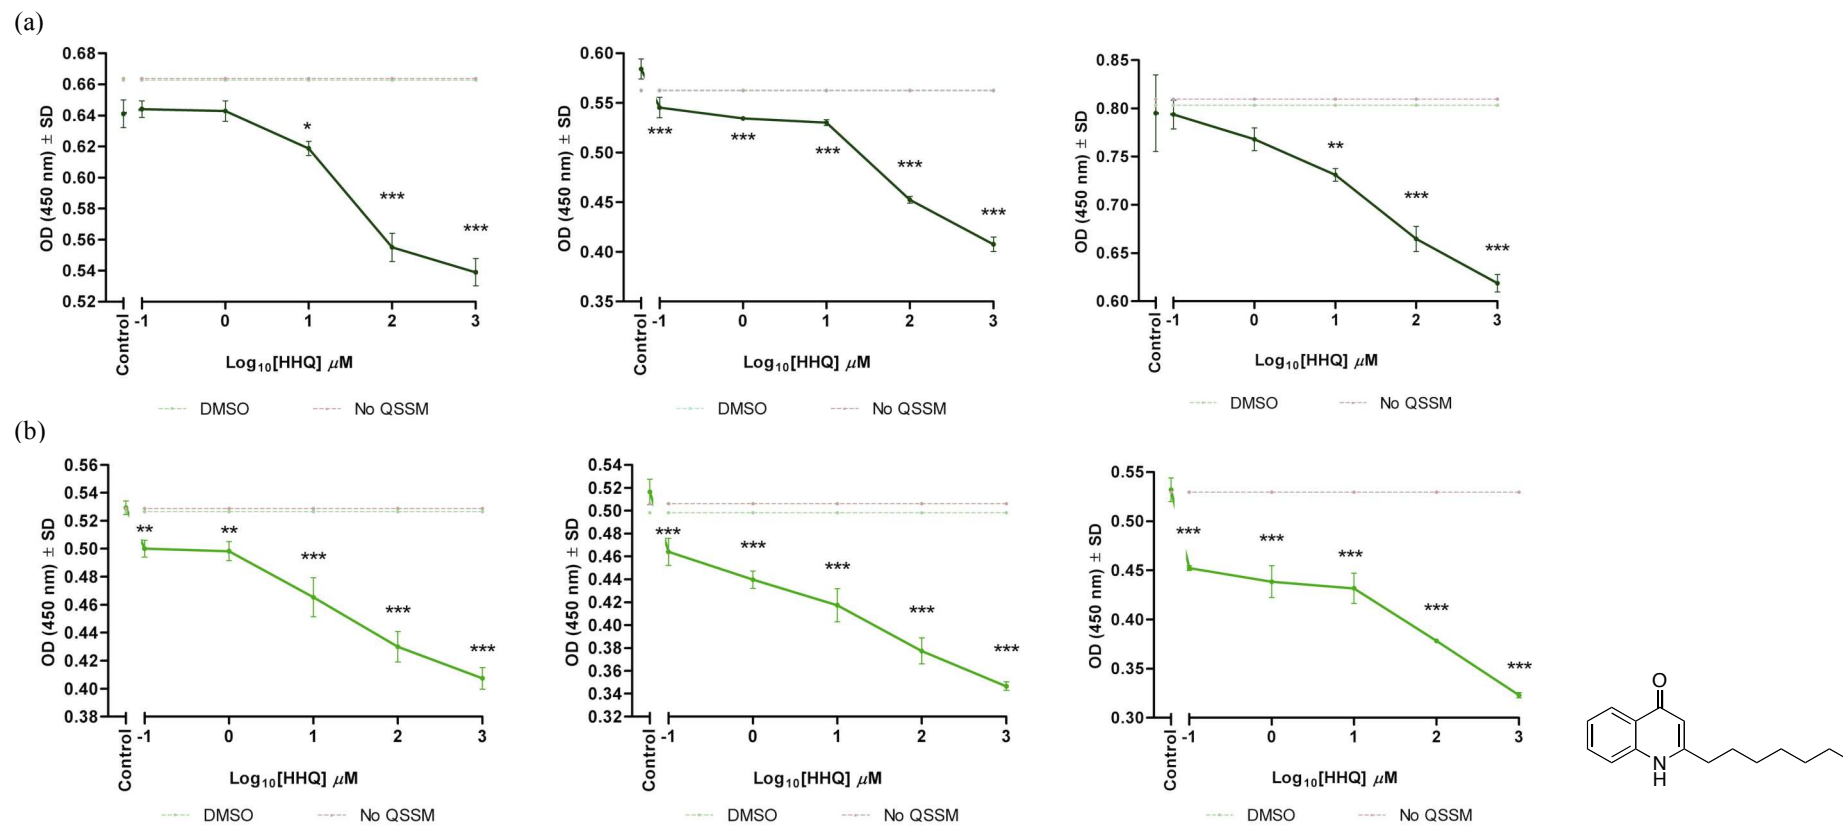 (a)
0.68
0.66
0.64
0.62
0.60
0.58
0.56
0.54
0.52
OD (450 nm) ± SD
*
***
***
Control
-1 0 1 2 3
Log10[HHQ] μM
DMSO No QSSM
0.60
0.55
0.50
0.45
0.40
0.35
OD (450 nm) ± SD
***
***
***
***
***
Control
-1 0 1 2 3
Log10[HHQ] μM
DMSO No QSSM
0.85
0.80
0.75
0.70
0.65
0.60
OD (450 nm) ± SD
**
***
***
Control
-1 0 1 2 3
Log10[HHQ] μM
DMSO No QSSM
(b)
0.56
0.54
0.52
0.50
0.48
0.46
0.44
0.42
0.40
0.38
OD (450 nm) ± SD
**
**
***
***
***
Control
-1 0 1 2 3
Log10[HHQ] μM
DMSO No QSSM
0.54
0.52
0.50
0.48
0.46
0.44
0.42
0.40
0.38
0.36
0.34
0.32
OD (450 nm) ± SD
***
***
***
***
***
Control
-1 0 1 2 3
Log10[HHQ] μM
DMSO No QSSM
0.55
0.50
0.45
0.40
0.35
0.30
OD (450 nm) ± SD
***
***
***
***
***
Control
-1 0 1 2 3
Log10[HHQ] μM
DMSO No QSSM
O
N
H